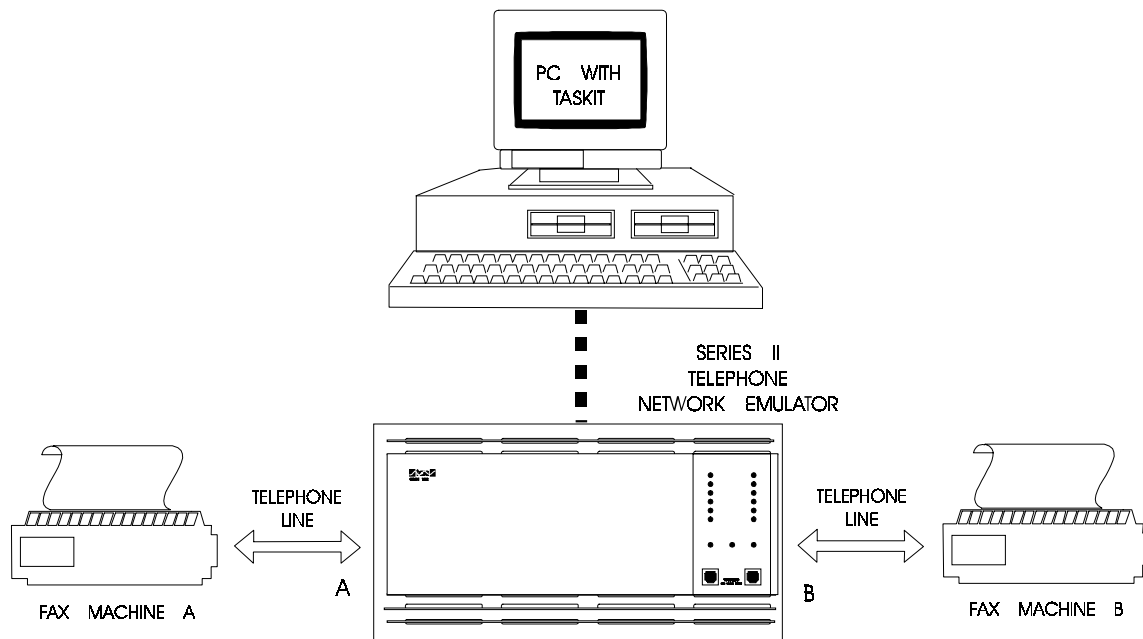 PC WITH
TASKIT
SERIES II
TELEPHONE
NETWORK EMULATOR
TELEPHONE
LINE
TELEPHONE
LINE
A
B
FAX MACHINE A
FAX MACHINE B